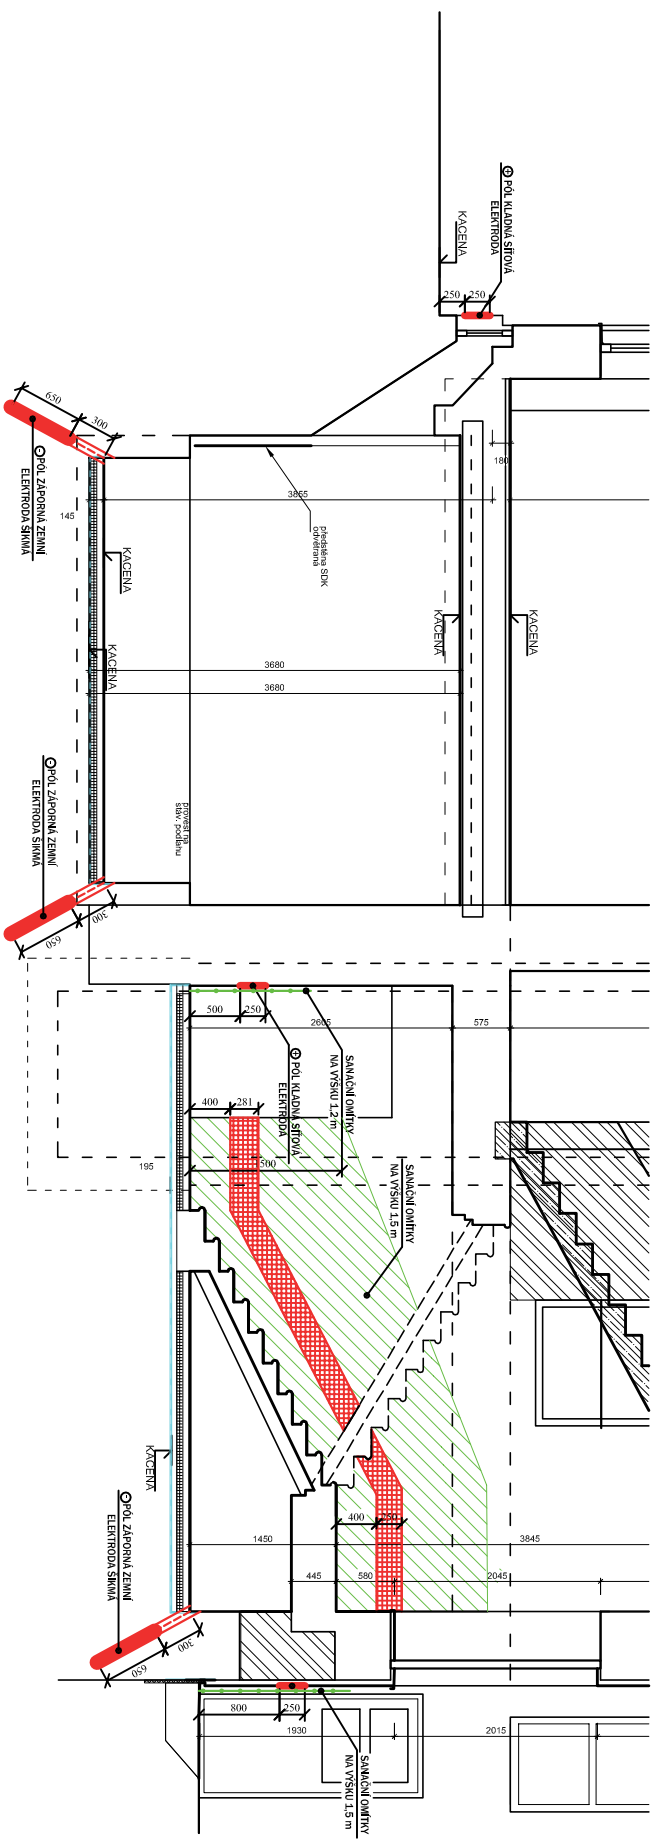 ⊕ PÓL KLADNÁ SÍŤOVÁ
ELEKTRODA
KACENA
250
250
180
650
300
⊖ PÓL ZÁPORNÁ ZEMNÍ
ELEKTRODA ŠIKMÁ
145
3855
předstěna SDK
odvětraná
KACENA
KACENA
KACENA
KACENA
3680
3680
provést na
stáv. podlahu
⊖ PÓL ZÁPORNÁ ZEMNÍ
ELEKTRODA ŠIKMÁ
300
650
500
250
2605
575
⊕ PÓL KLADNÁ SÍŤOVÁ
ELEKTRODA
SANAČNÍ OMÍTKY
NA VÝŠKU 1,2 m
400
281
500
195
SANAČNÍ OMÍTKY
NA VÝŠKU 1,5 m
KACENA
400
250
1450
3845
445
580
2045
⊖ PÓL ZÁPORNÁ ZEMNÍ
ELEKTRODA ŠIKMÁ
300
650
800
250
1930
2015
SANAČNÍ OMÍTKY
NA VÝŠKU 1,5 m